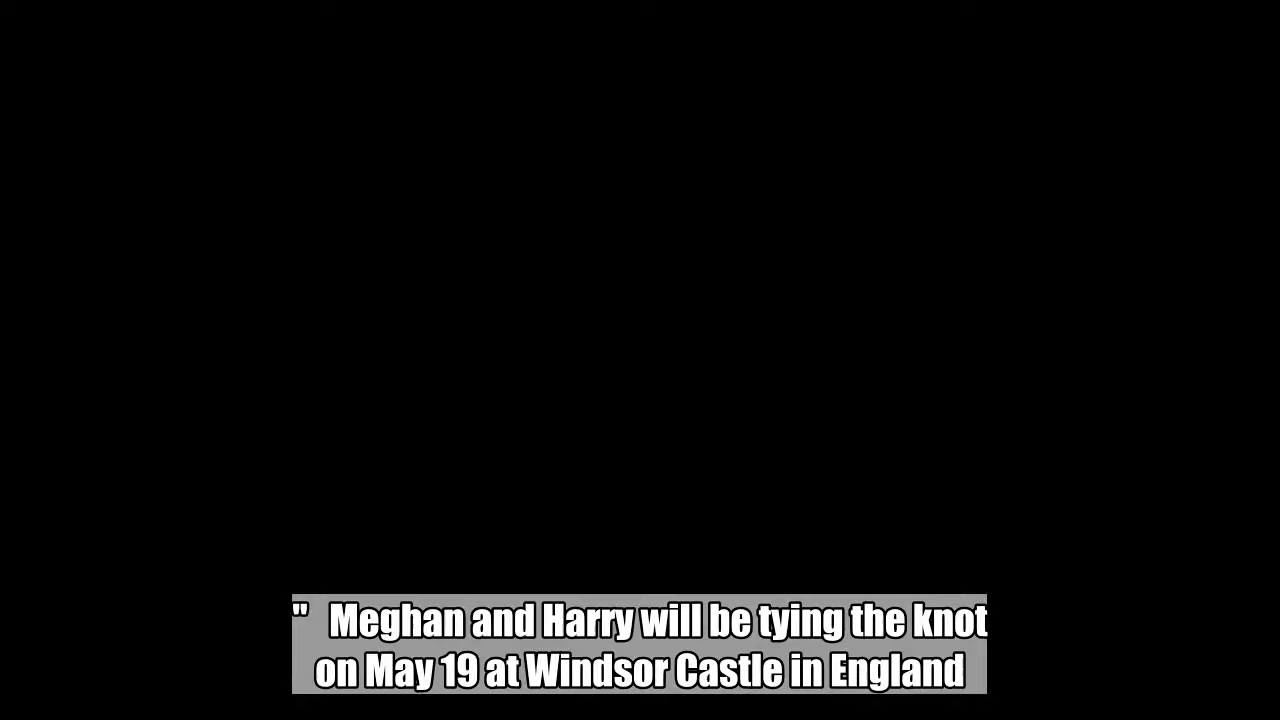 " Meghan and Harry will be tying the knot
on May 19 at Windsor Castle in England